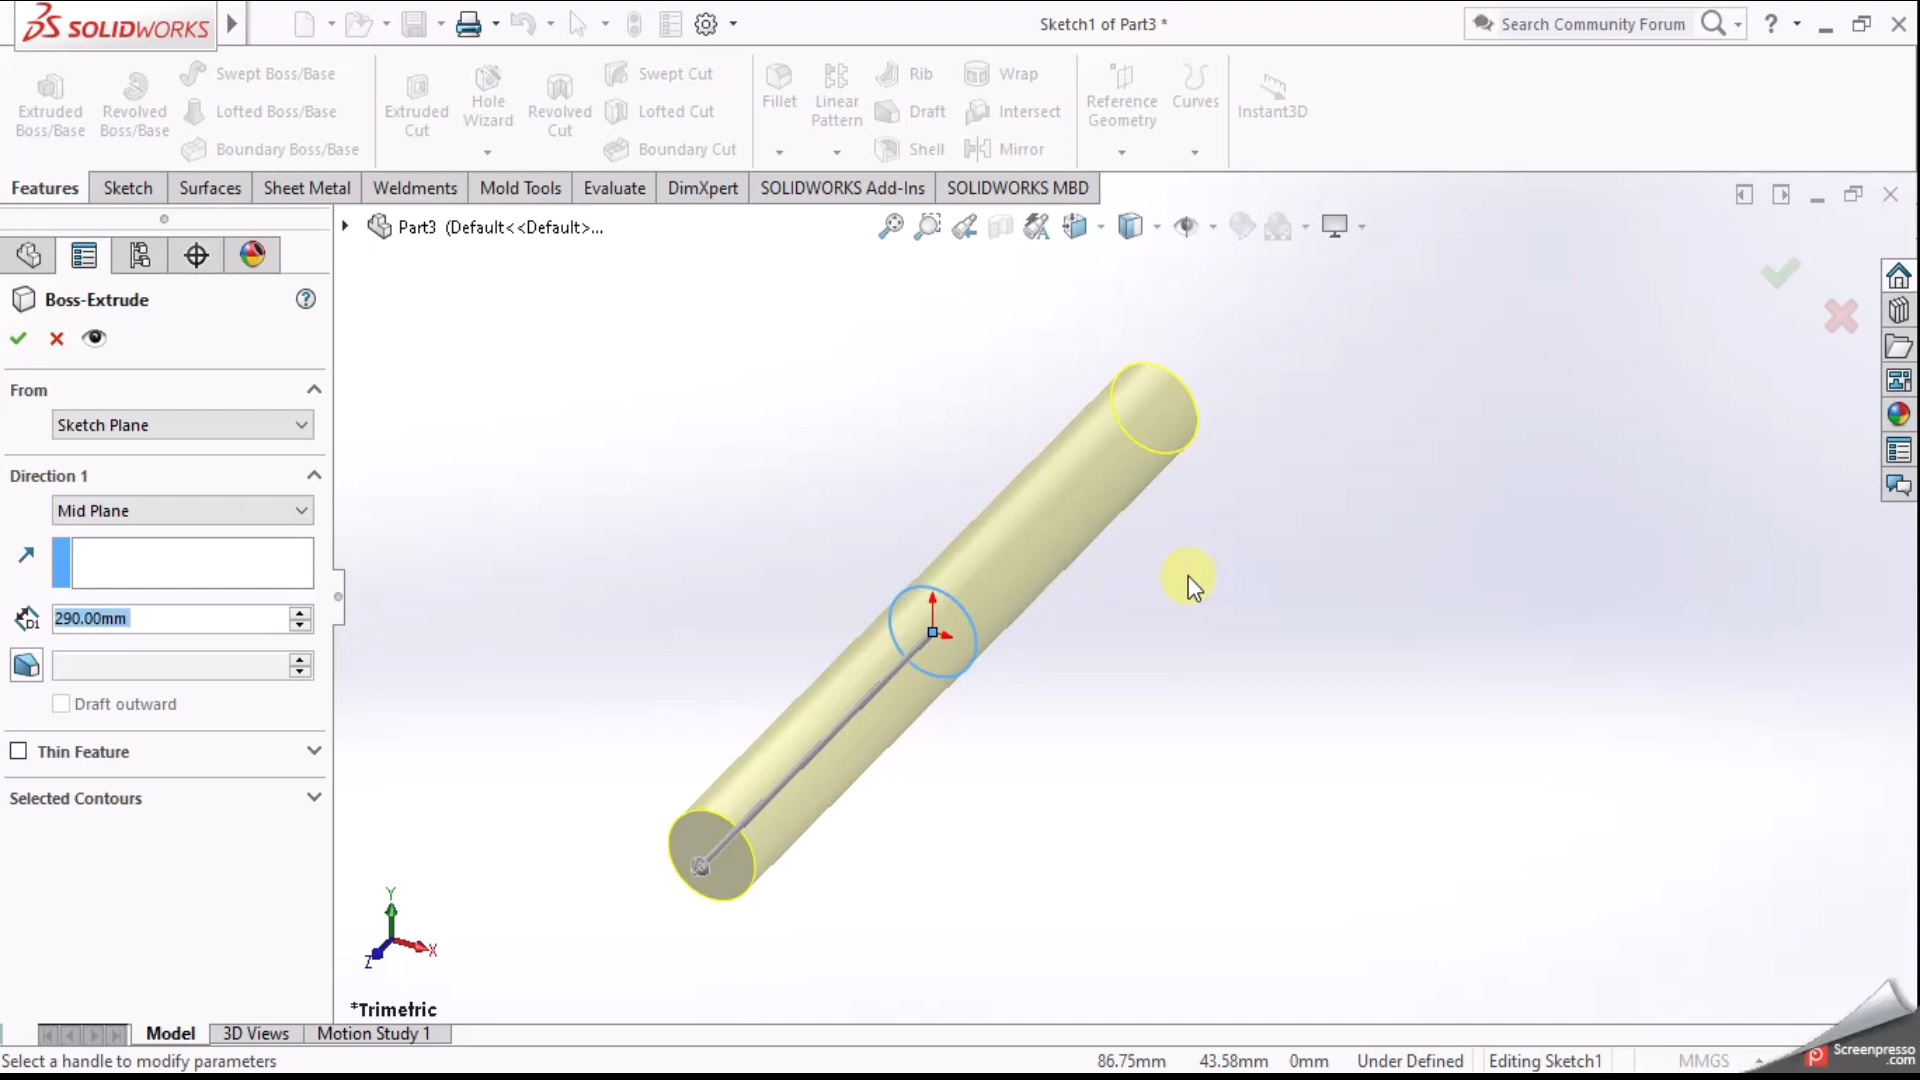 SOLIDWORKS
Sketch1 of Part3 *
Search Community Forum
?
Extruded Boss/Base
Revolved Boss/Base
Swept Boss/Base
Lofted Boss/Base
Boundary Boss/Base
Extruded Cut
Hole Wizard
Revolved Cut
Swept Cut
Lofted Cut
Boundary Cut
Fillet
Linear Pattern
Rib
Draft
Shell
Wrap
Intersect
Mirror
Reference Geometry
Curves
Instant3D
Features
Sketch
Surfaces
Sheet Metal
Weldments
Mold Tools
Evaluate
DimXpert
SOLIDWORKS Add-Ins
SOLIDWORKS MBD
Part3 (Default<<Default>...
Boss-Extrude
?
From
Sketch Plane
Direction 1
Mid Plane
D1
290.00mm
Draft outward
Thin Feature
Selected Contours
Y
X
Z
*Trimetric
Model
3D Views
Motion Study 1
Select a handle to modify parameters
86.75mm
43.58mm
0mm
Under Defined
Editing Sketch1
MMGS
Screenpresso
.com